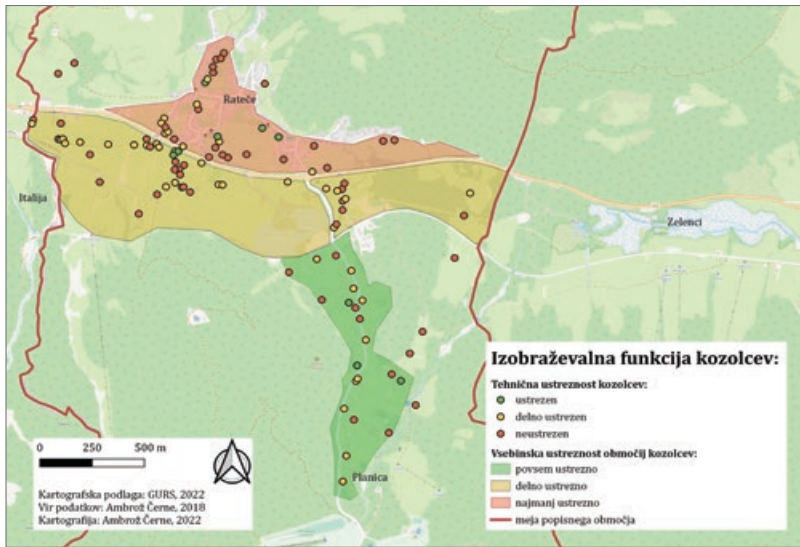 Rateče
Italija
Zelenci
Planica
Izobraževalna funkcija kozolcev:
Tehnična ustreznost kozolcev:
ustrezen
delno ustrezen
neustrezen
Vsebinska ustreznost območij kozolcev:
povsem ustrezno
delno ustrezno
najmanj ustrezno
meja popisnega območja
0 250 500 m
Kartografska podlaga: GURS, 2022
Vir podatkov: Ambrož Černe, 2018
Kartografija: Ambrož Černe, 2022